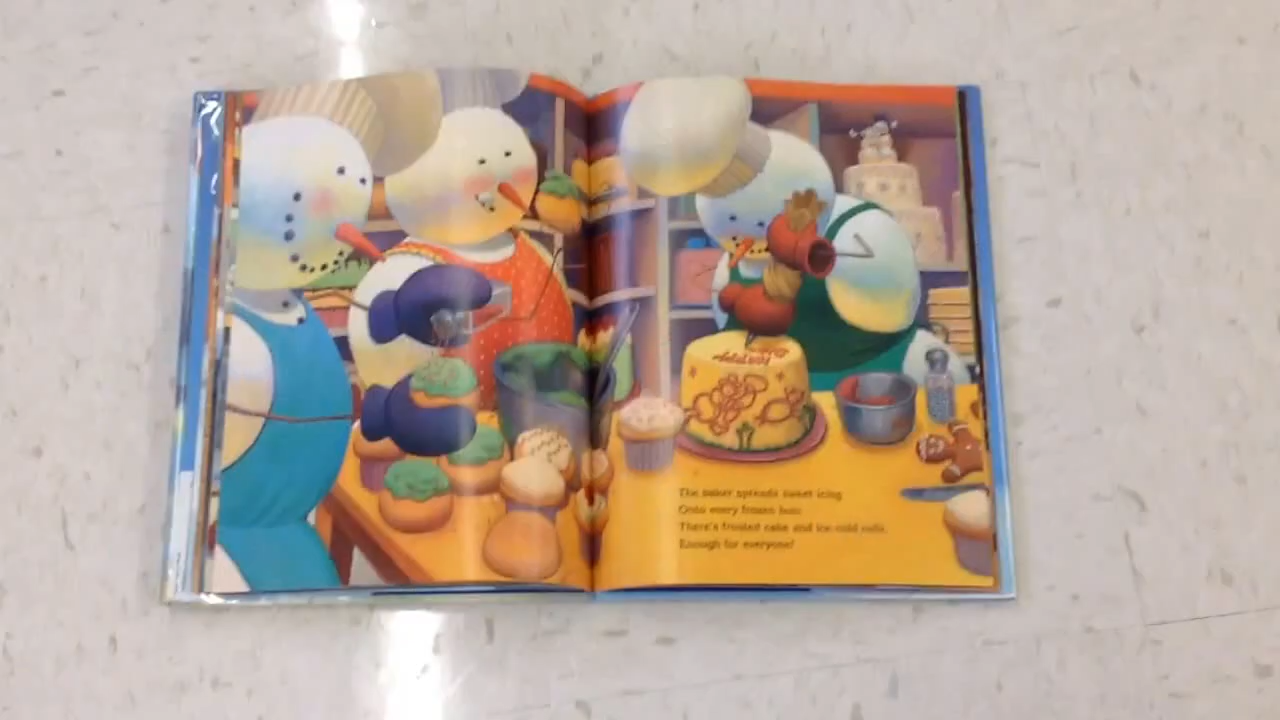 The baker spreads sweet icing
Onto every frozen bun.
There's frosted cake and ice-cold rolls,
Enough for everyone!